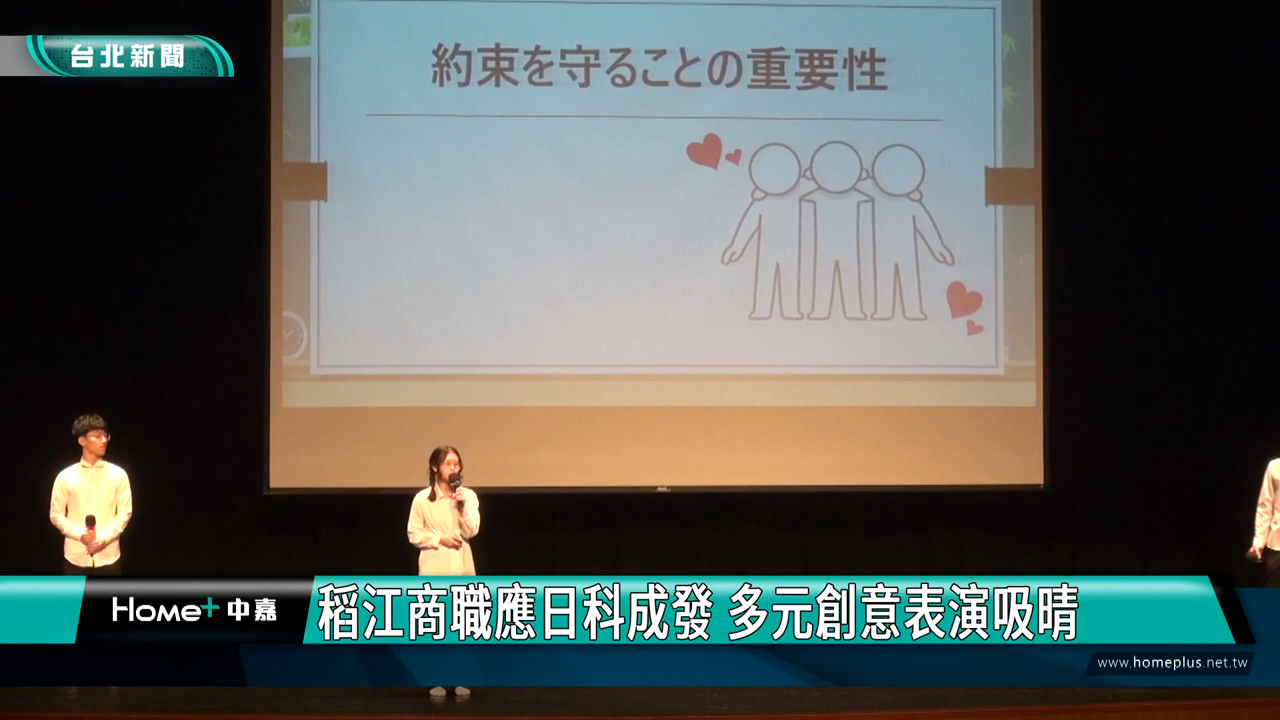 台北新聞
約束を守ることの重要性
Home+ 中嘉
稻江商職應日科成發 多元創意表演吸晴
www.homeplus.net.tw